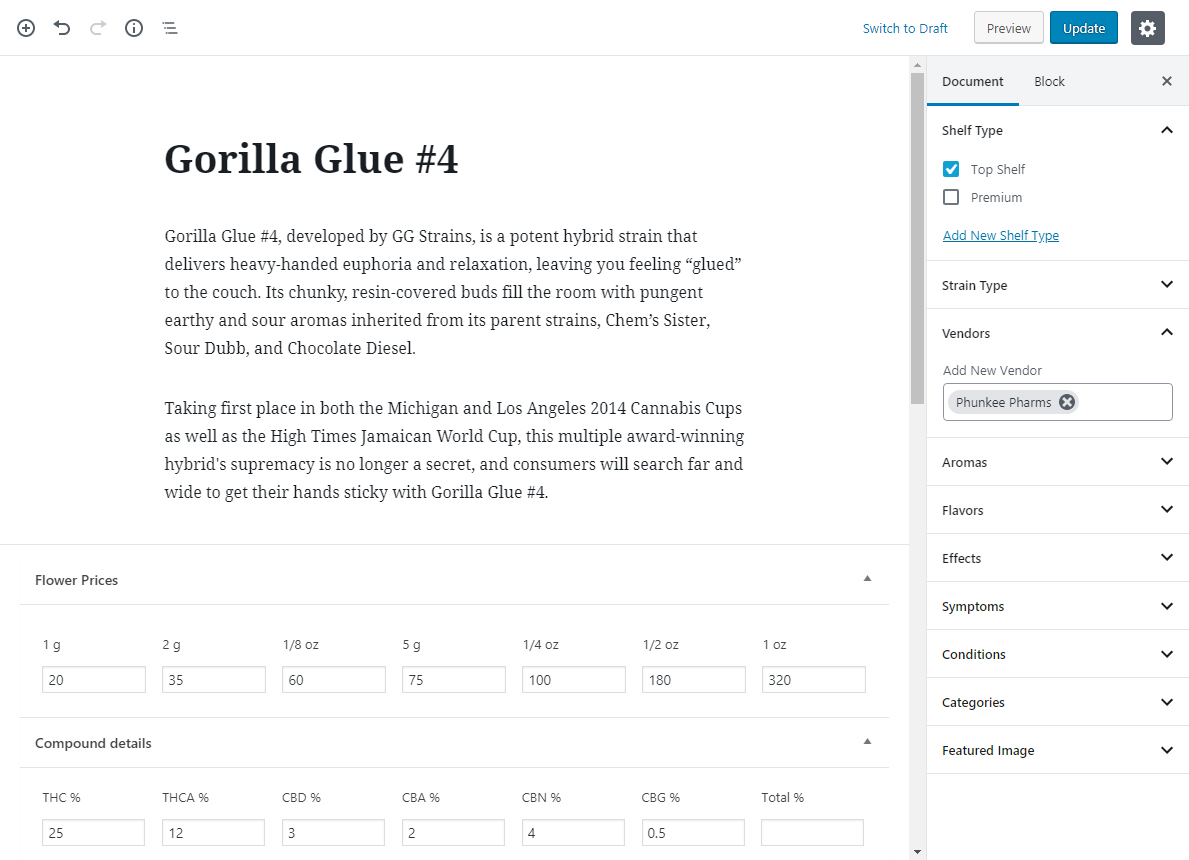 Switch to Draft Preview Update
Document Block
Gorilla Glue #4
Gorilla Glue #4, developed by GG Strains, is a potent hybrid strain that
delivers heavy-handed euphoria and relaxation, leaving you feeling “glued”
to the couch. Its chunky, resin-covered buds fill the room with pungent
earthy and sour aromas inherited from its parent strains, Chem’s Sister,
Sour Dubb, and Chocolate Diesel.
Taking first place in both the Michigan and Los Angeles 2014 Cannabis Cups
as well as the High Times Jamaican World Cup, this multiple award-winning
hybrid's supremacy is no longer a secret, and consumers will search far and
wide to get their hands sticky with Gorilla Glue #4.
Flower Prices
1 g 2 g 1/8 oz 5 g 1/4 oz 1/2 oz 1 oz
20 35 60 75 100 180 320
Compound details
THC % THCA % CBD % CBA % CBN % CBG % Total %
25 12 3 2 4 0.5
Shelf Type
Top Shelf
Premium
Add New Shelf Type
Strain Type
Vendors
Add New Vendor
Phunkee Pharms
Aromas
Flavors
Effects
Symptoms
Conditions
Categories
Featured Image